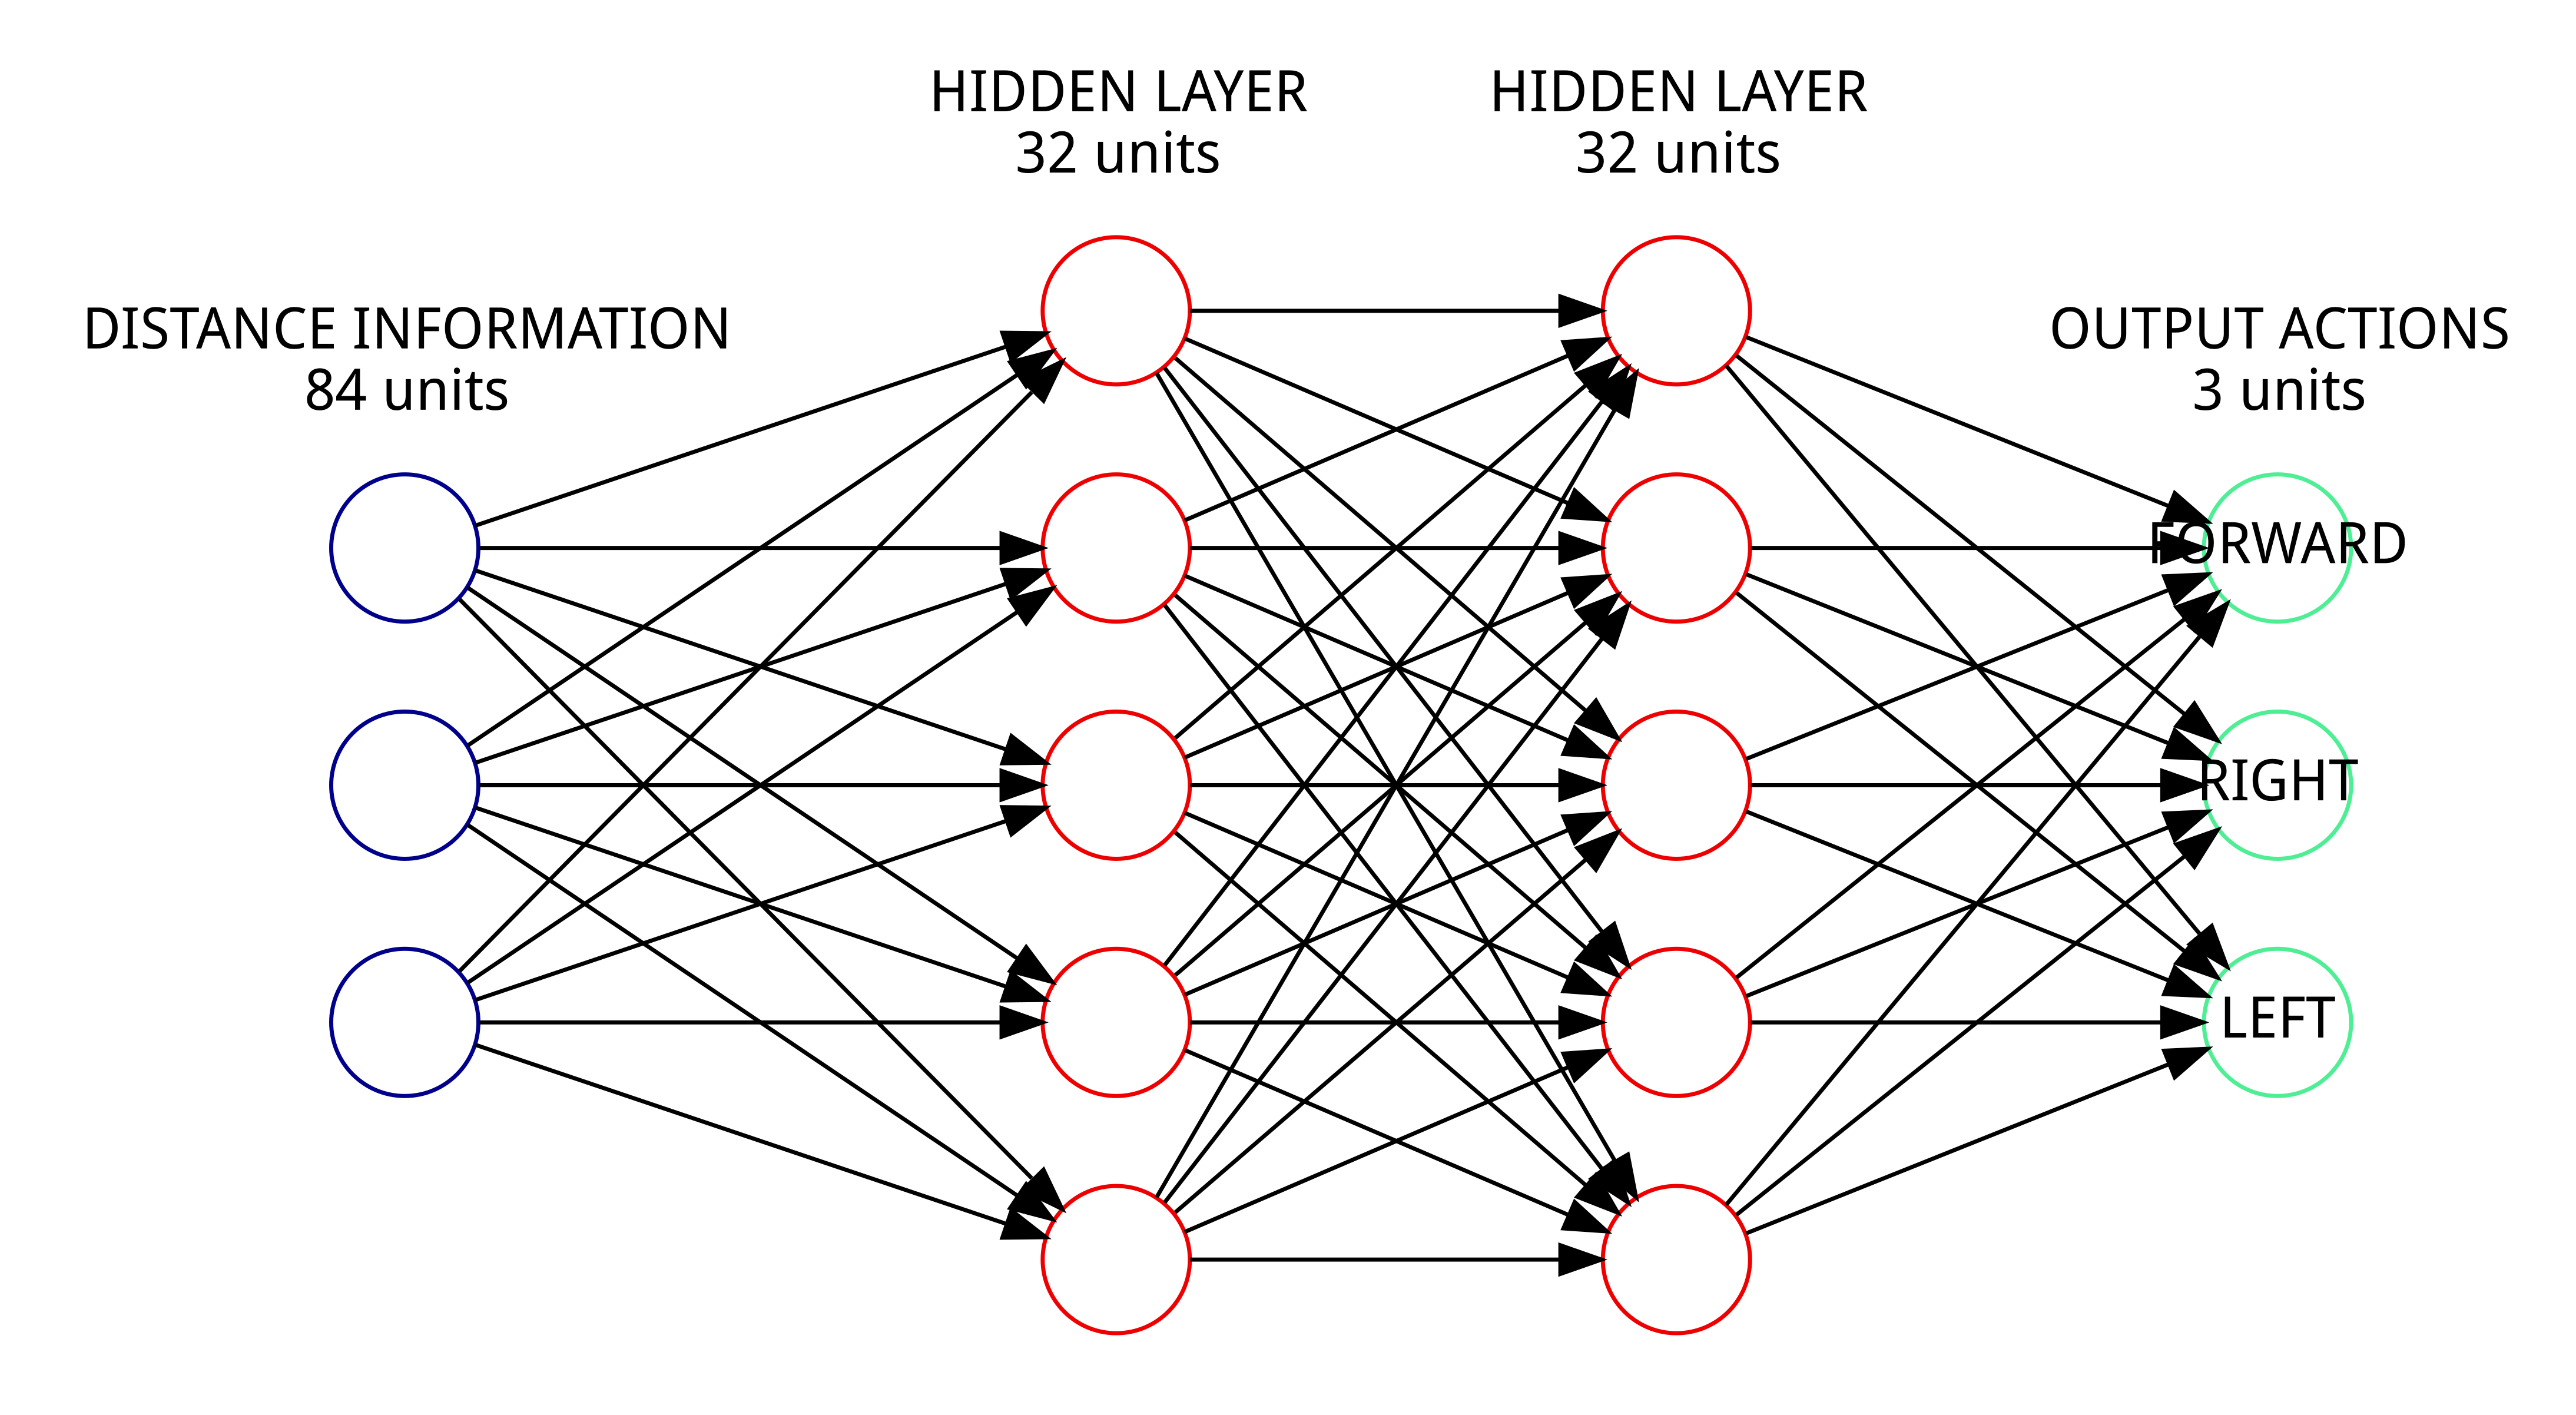 HIDDEN LAYER
32 units
HIDDEN LAYER
32 units
DISTANCE INFORMATION
84 units
OUTPUT ACTIONS
3 units
FORWARD
RIGHT
LEFT